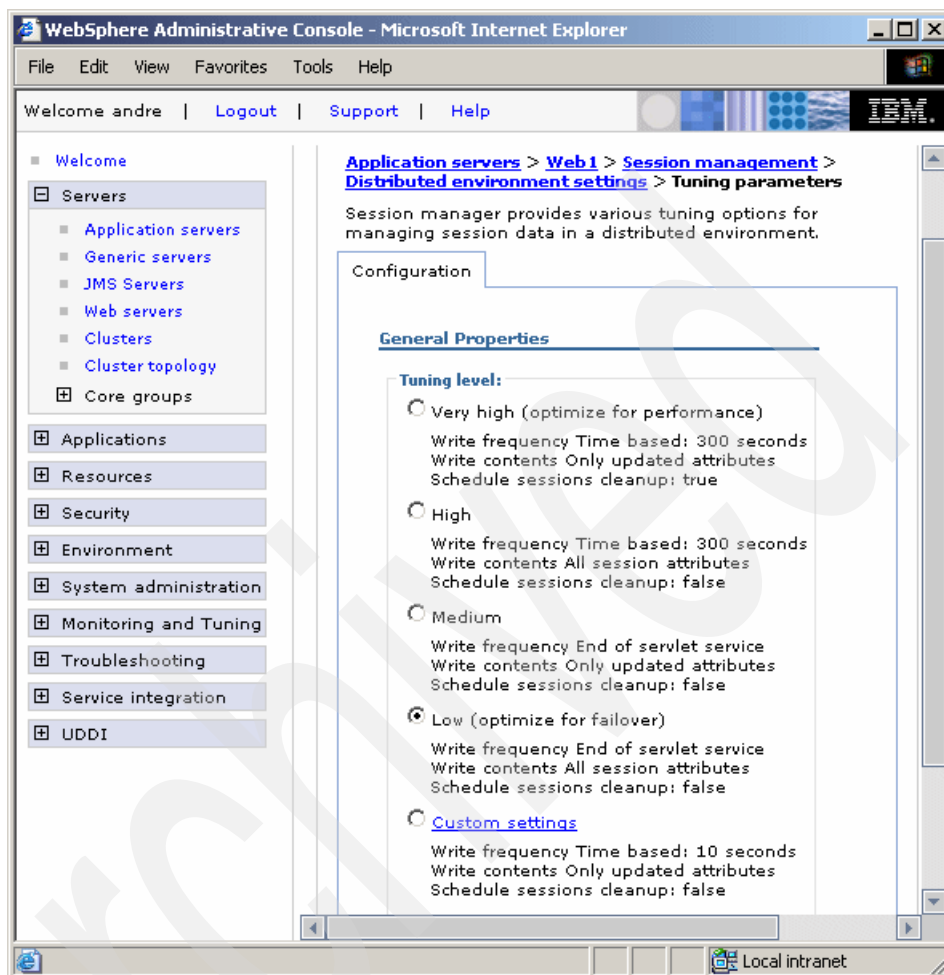 WebSphere Administrative Console - Microsoft Internet Explorer
File Edit View Favorites Tools Help
Welcome andre | Logout | Support | Help
IBM.
Welcome
Servers
Application servers
Generic servers
JMS Servers
Web servers
Clusters
Cluster topology
Core groups
Applications
Resources
Security
Environment
System administration
Monitoring and Tuning
Troubleshooting
Service integration
UDDI
Application servers > Web1 > Session management >
Distributed environment settings > Tuning parameters
Session manager provides various tuning options for
managing session data in a distributed environment.
Configuration
General Properties
Tuning level:
Very high (optimize for performance)
Write frequency Time based: 300 seconds
Write contents Only updated attributes
Schedule sessions cleanup: true
High
Write frequency Time based: 300 seconds
Write contents All session attributes
Schedule sessions cleanup: false
Medium
Write frequency End of servlet service
Write contents Only updated attributes
Schedule sessions cleanup: false
Low (optimize for failover)
Write frequency End of servlet service
Write contents All session attributes
Schedule sessions cleanup: false
Custom settings
Write frequency Time based: 10 seconds
Write contents Only updated attributes
Schedule sessions cleanup: false
Local intranet
rchived